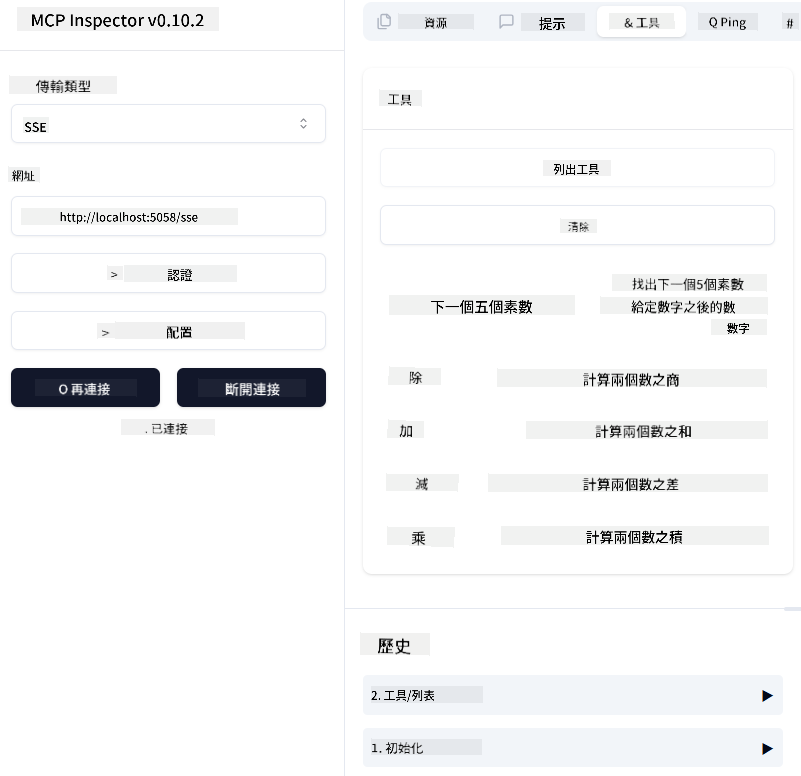 MCP Inspector v0.10.2
傳輸類型
SSE
網址
http://localhost:5058/sse
> 認證
> 配置
O 再連接
斷開連接
. 已連接
資源
提示
& 工具
Q Ping
#
工具
列出工具
清除
下一個五個素數
找出下一個5個素數
給定數字之後的數
數字
除
計算兩個數之商
加
計算兩個數之和
減
計算兩個數之差
乘
計算兩個數之積
歷史
2. 工具/列表
1. 初始化